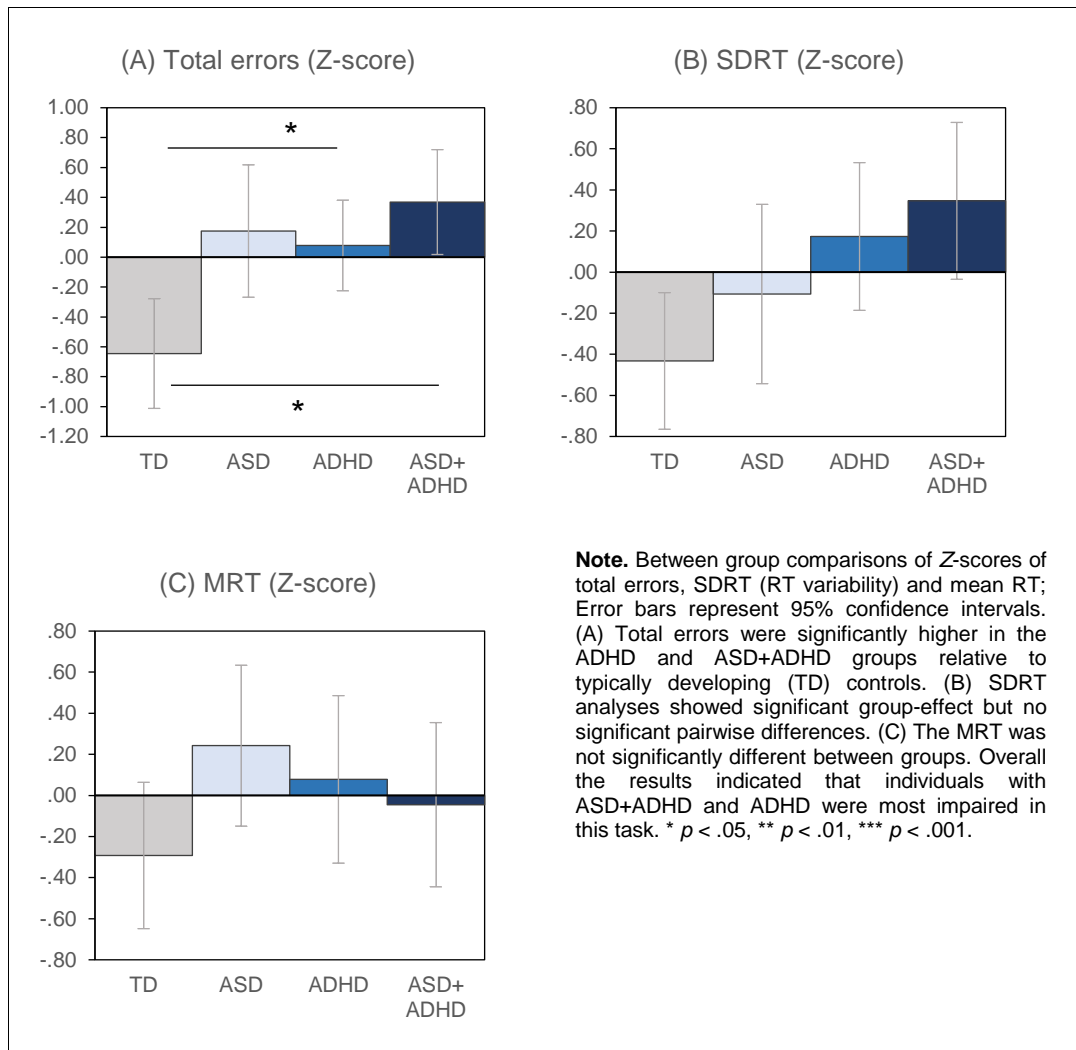 (A) Total errors (Z-score)
1.00
.80
.60
.40
.20
.00
-.20
-.40
-.60
-.80
-1.00
-1.20
*
*
TD
ASD
ADHD
ASD+
ADHD
(B) SDRT (Z-score)
.80
.60
.40
.20
.00
-.20
-.40
-.60
-.80
TD
ASD
ADHD
ASD+
ADHD
(C) MRT (Z-score)
.80
.60
.40
.20
.00
-.20
-.40
-.60
-.80
TD
ASD
ADHD
ASD+
ADHD
Note. Between group comparisons of Z-scores of
total errors, SDRT (RT variability) and mean RT;
Error bars represent 95% confidence intervals.
(A) Total errors were significantly higher in the
ADHD and ASD+ADHD groups relative to
typically developing (TD) controls. (B) SDRT
analyses showed significant group-effect but no
significant pairwise differences. (C) The MRT was
not significantly different between groups. Overall
the results indicated that individuals with
ASD+ADHD and ADHD were most impaired in
this task. * p < .05, ** p < .01, *** p < .001.